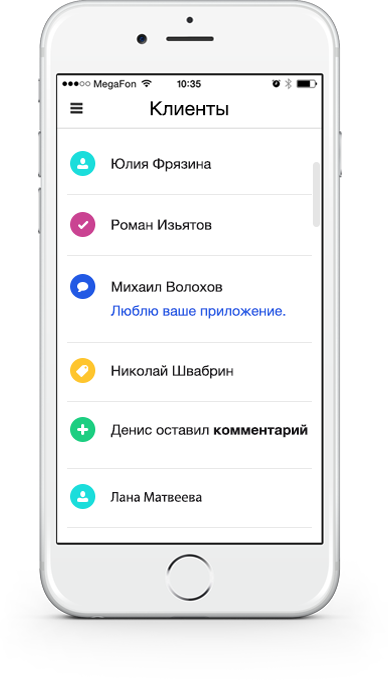 MegaFon 10:35
Клиенты
Юлия Фрязина
Роман Изьятов
Михаил Волохов
Люблю ваше приложение.
Николай Швабрин
Денис оставил комментарий
Лана Матвеева